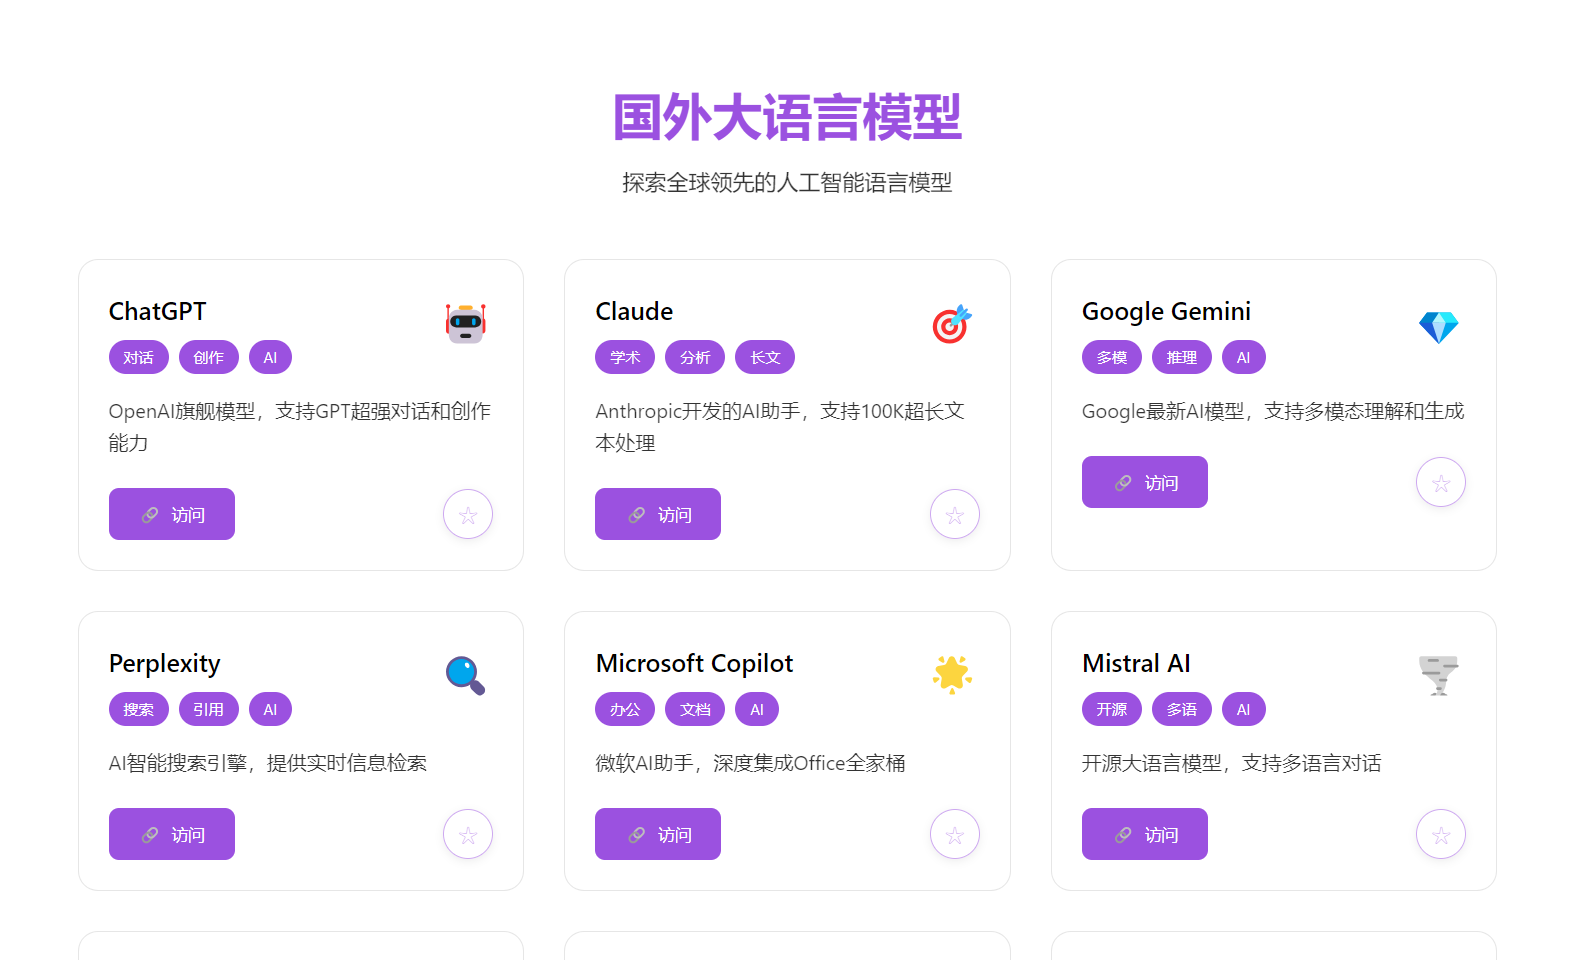 国外大语言模型
探索全球领先的人工智能语言模型
ChatGPT
对话 创作 AI
OpenAI旗舰模型，支持GPT超强对话和创作
能力
访问
Claude
学术 分析 长文
Anthropic开发的AI助手，支持100K超长文
本处理
访问
Google Gemini
多模 推理 AI
Google最新AI模型，支持多模态理解和生成
访问
Perplexity
搜索 引用 AI
AI智能搜索引擎，提供实时信息检索
访问
Microsoft Copilot
办公 文档 AI
微软AI助手，深度集成Office全家桶
访问
Mistral AI
开源 多语 AI
开源大语言模型，支持多语言对话
访问